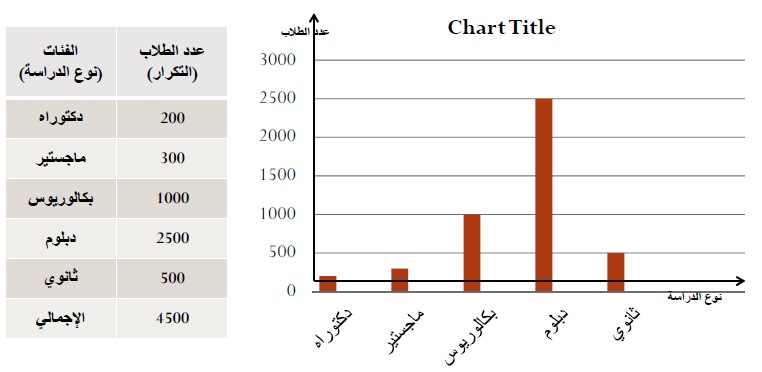 الفئات
(نوع الدراسة)
عدد الطلاب
(التكرار)
دكتوراه
200
ماجستير
300
بكالوريوس
1000
دبلوم
2500
ثانوي
500
الإجمالي
4500
Chart Title
عدد الطلاب
3000
2500
2000
1500
1000
500
0
دكتوراه
ماجستير
بكالوريوس
دبلوم
ثانوي
نوع الدراسة